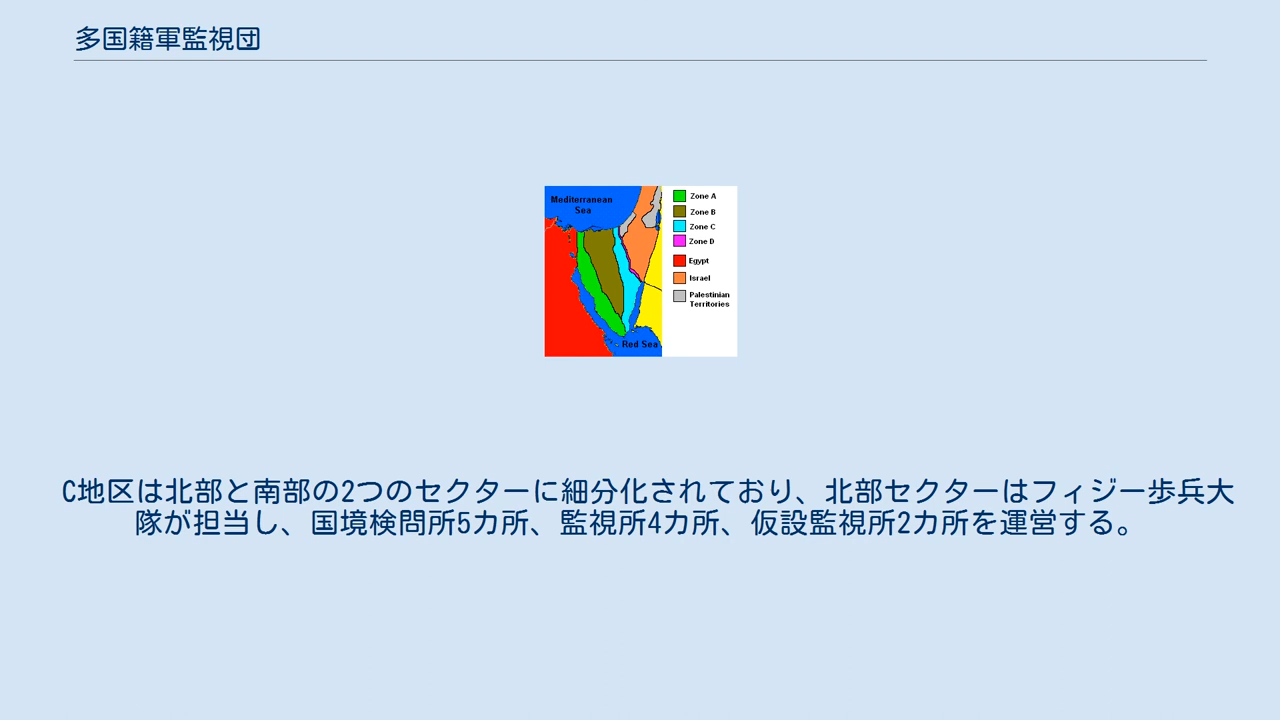 多国籍軍監視団
Mediterranean
Sea
Red Sea
Zone A
Zone B
Zone C
Zone D
Egypt
Israel
Palestinian
Territories
C地区は北部と南部の2つのセクターに細分化されており、北部セクターはフィジー歩兵大
隊が担当し、国境検問所5カ所、監視所4カ所、仮設監視所2カ所を運営する。